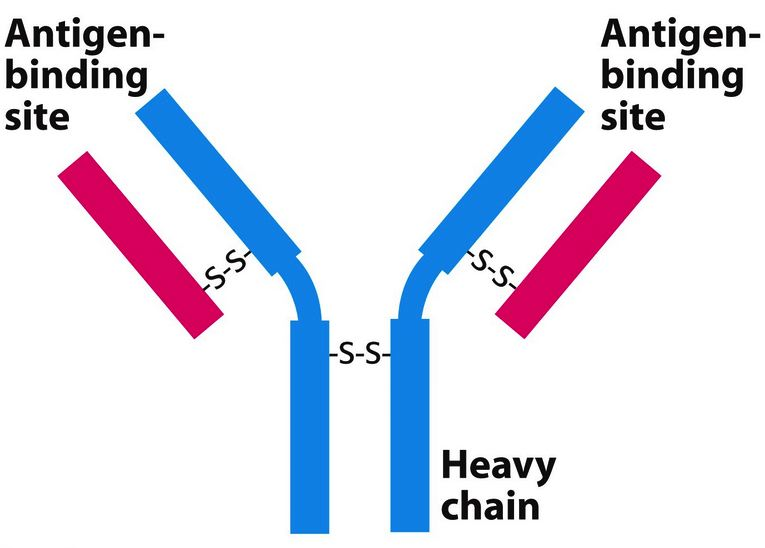 Antigen-
binding
site
Antigen-
binding
site
-S-S-
-S-S-
-S-S-
Heavy
chain